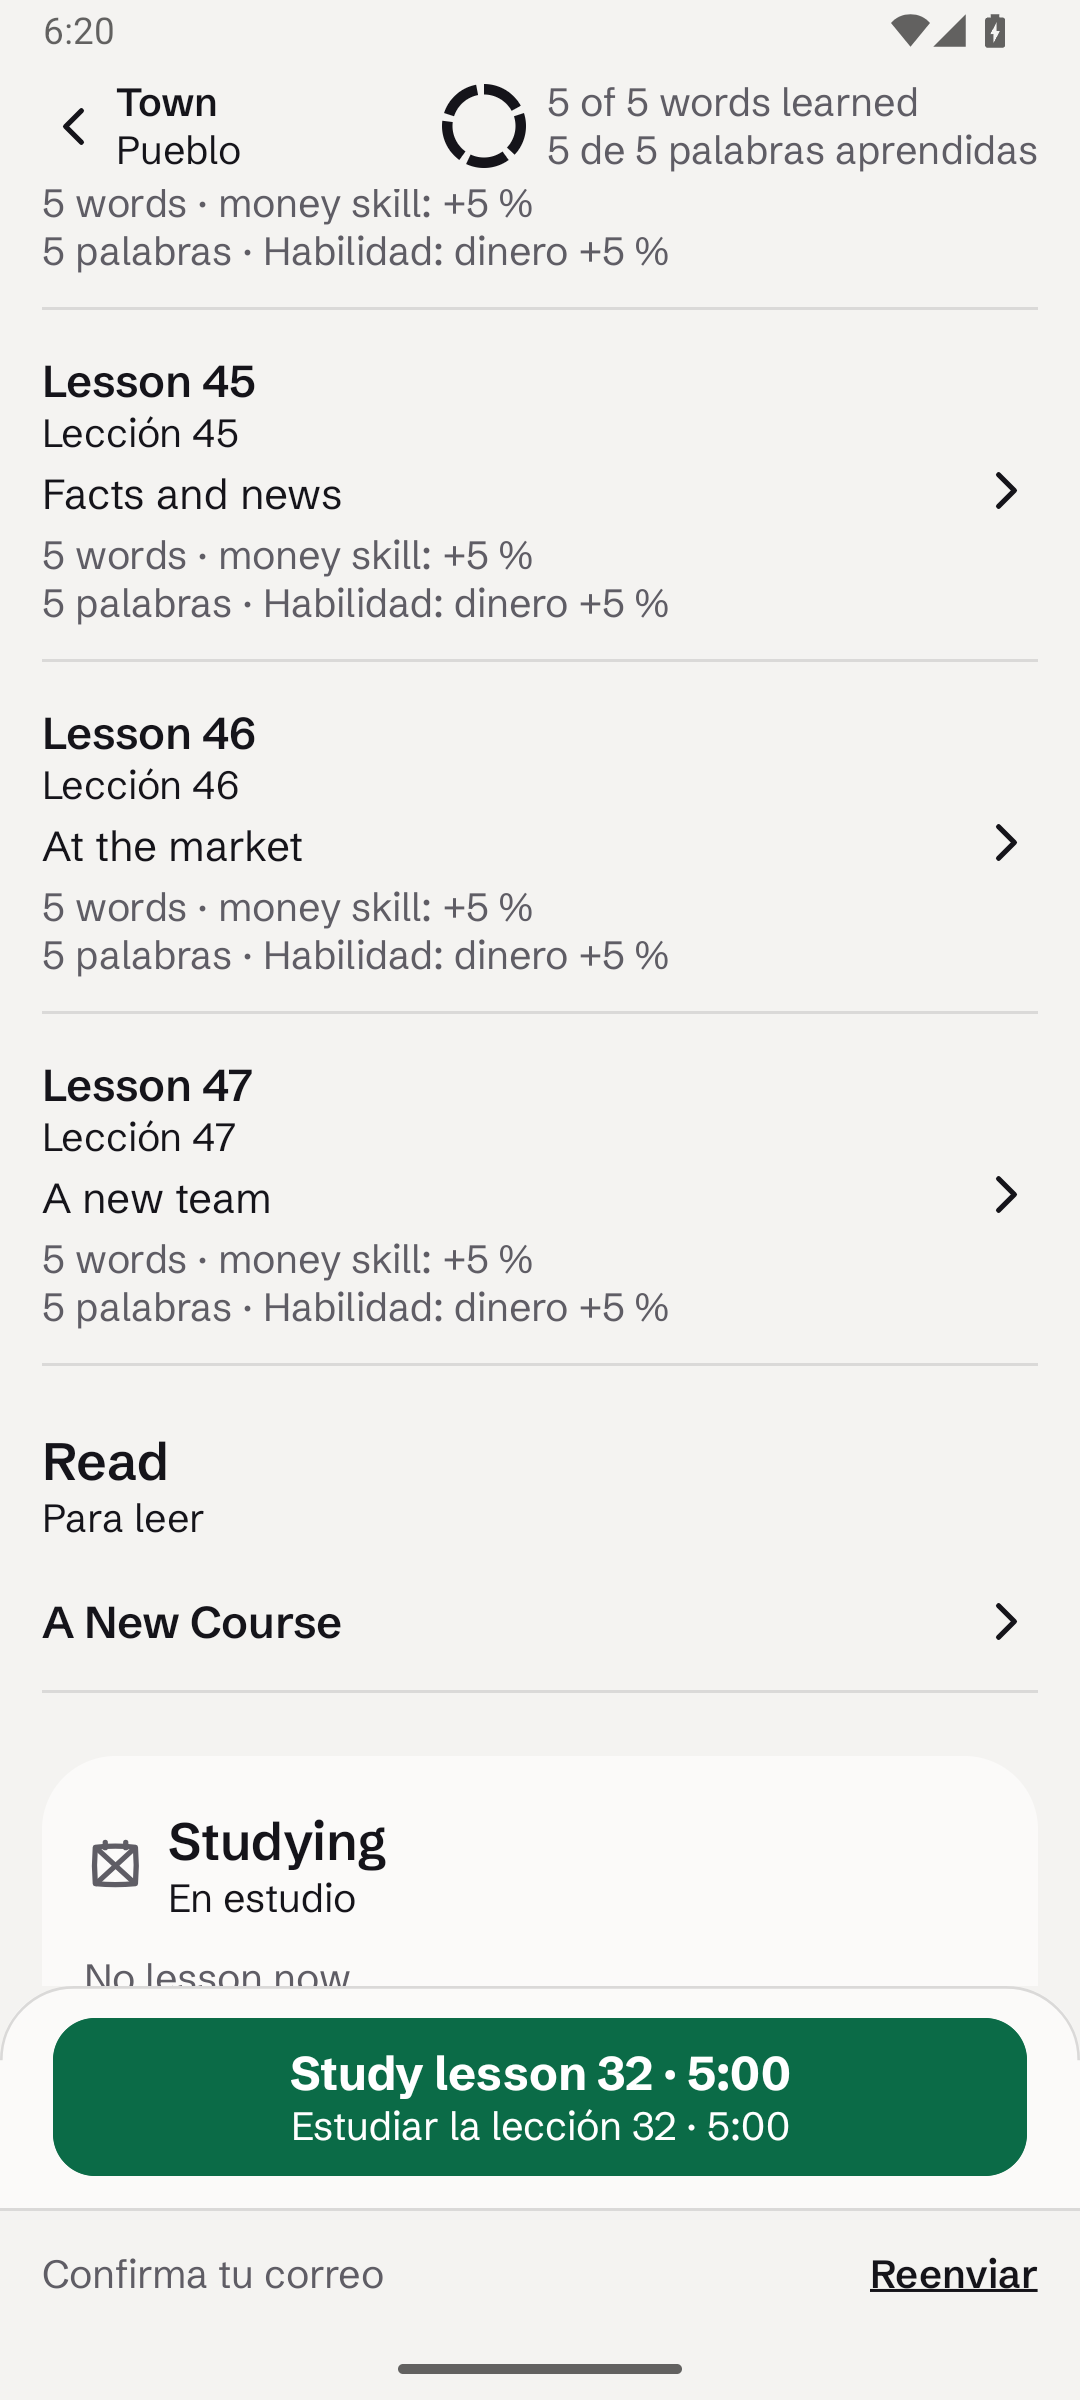 6:20
Town
Pueblo
5 of 5 words learned
5 de 5 palabras aprendidas
5 words · money skill: +5 %
5 palabras · Habilidad: dinero +5 %
Lesson 45
Lección 45
Facts and news
5 words · money skill: +5 %
5 palabras · Habilidad: dinero +5 %
Lesson 46
Lección 46
At the market
5 words · money skill: +5 %
5 palabras · Habilidad: dinero +5 %
Lesson 47
Lección 47
A new team
5 words · money skill: +5 %
5 palabras · Habilidad: dinero +5 %
Read
Para leer
A New Course
Studying
En estudio
No lesson now
Study lesson 32 · 5:00
Estudiar la lección 32 · 5:00
Confirma tu correo
Reenviar